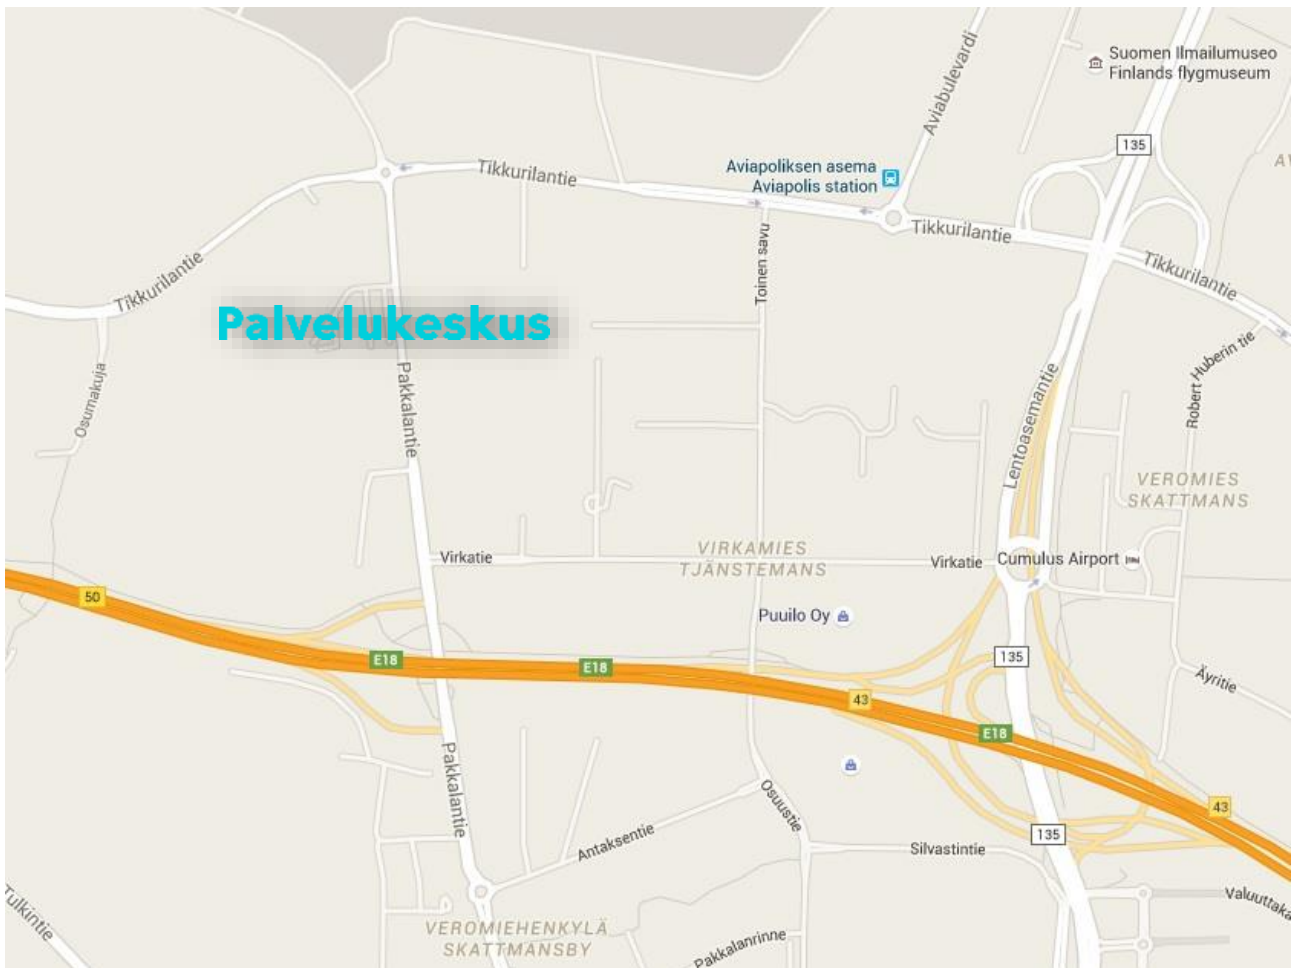 Suomen Ilmailumuseo
Finlands flygmuseum
Aviabulevardi
135
Aviapoliksen asema
Aviapolis station
Tikkurilantie
Tikkurilantie
Tikkurilantie
Tikkurilantie
Toinen savu
Palvelukeskus
Osumakuja
Pakkalantie
Lentoasemantie
Robert Huberin tie
VEROMIES
SKATTMANS
VIRKAMIES
TJÄNSTEMANS
Virkatie
Virkatie
Cumulus Airport
50
Puuilo Oy
E18
E18
135
Äyritie
43
E18
Pakkalantie
Osuustie
43
Antaksentie
135
Silvastintie
Tulkintie
Valuuttaka
VEROMIEHENKYLÄ
SKATTMANSBY
Pakkalanrinne